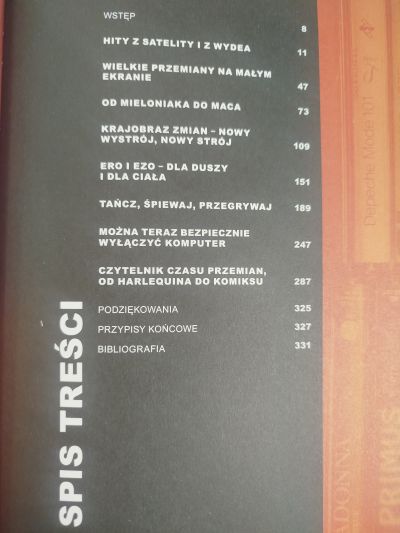 WSTĘP 8
HITY Z SATELITY I Z WYDEA 11
WIELKIE PRZEMIANY NA MAŁYM
EKRANIE 47
OD MIELONIAKA DO MACA 73
KRAJOBRAZ ZMIAN – NOWY
WYSTRÓJ, NOWY STRÓJ 109
ERO I EZO – DLA DUSZY
I DLA CIAŁA 151
TAŃCZ, ŚPIEWAJ, PRZEGRYWAJ 189
MOŻNA TERAZ BEZPIECZNIE
WYŁĄCZYĆ KOMPUTER 247
CZYTELNIK CZASU PRZEMIAN,
OD HARLEQUINA DO KOMIKSU 287
PODZIĘKOWANIA 325
PRZYPISY KOŃCOWE 327
BIBLIOGRAFIA 331
SPIS TREŚCI
Depeche Mode 101
ADONNA
PRIMUS